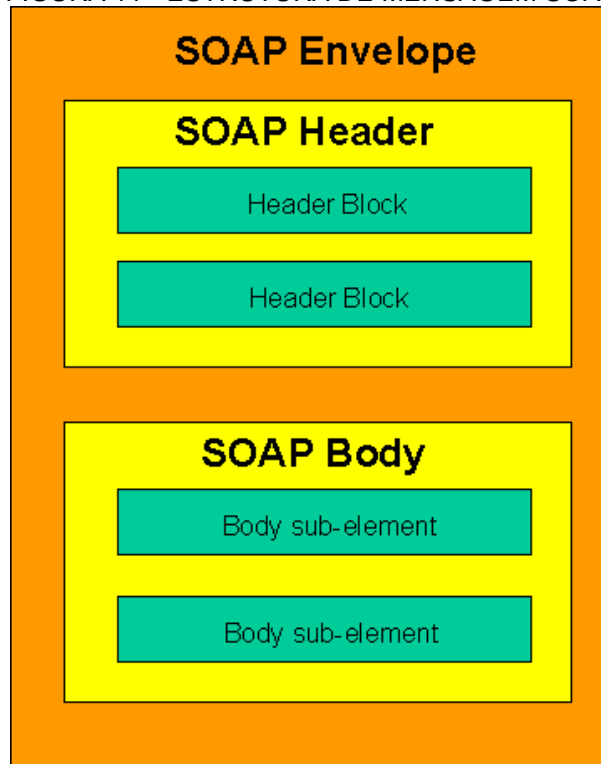 SOAP Envelope
SOAP Header
Header Block
Header Block
SOAP Body
Body sub-element
Body sub-element